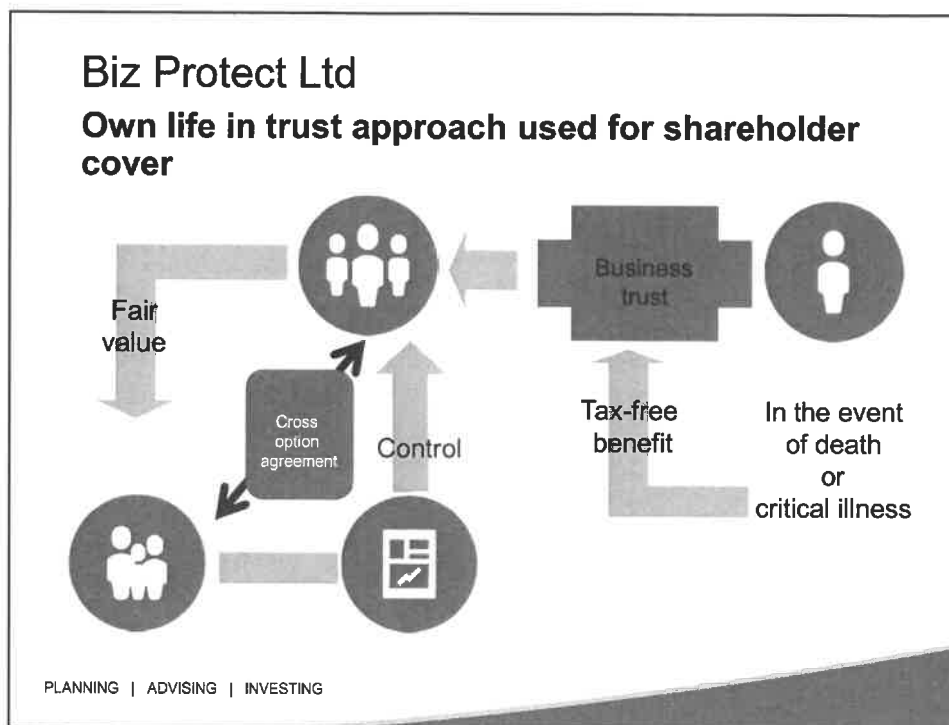 Biz Protect Ltd
Own life in trust approach used for shareholder
cover
Business
trust
Fair
value
Cross
option
agreement
Control
Tax-free
benefit
In the event
of death
or
critical illness
PLANNING | ADVISING | INVESTING